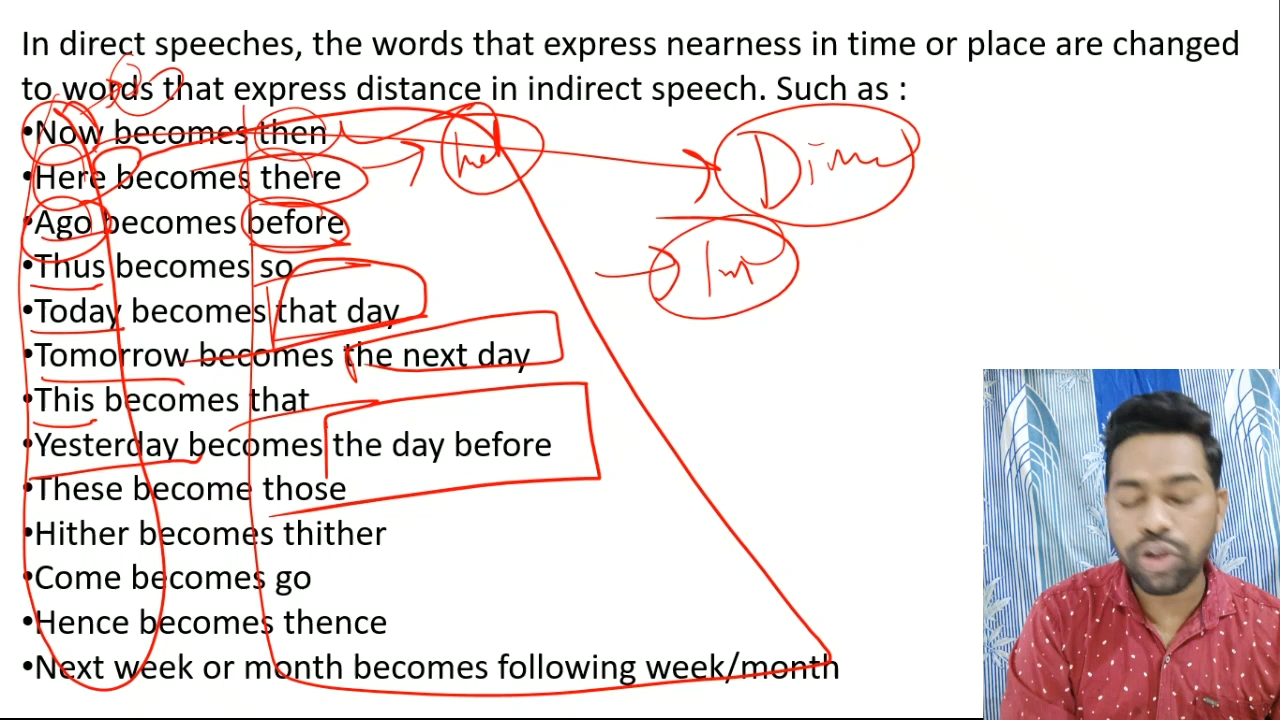 In direct speeches, the words that express nearness in time or place are changed
to words that express distance in indirect speech. Such as :
•Now becomes then
•Here becomes there
•Ago becomes before
•Thus becomes so
•Today becomes that day
•Tomorrow becomes the next day
•This becomes that
•Yesterday becomes the day before
•These become those
•Hither becomes thither
•Come becomes go
•Hence becomes thence
•Next week or month becomes following week/month